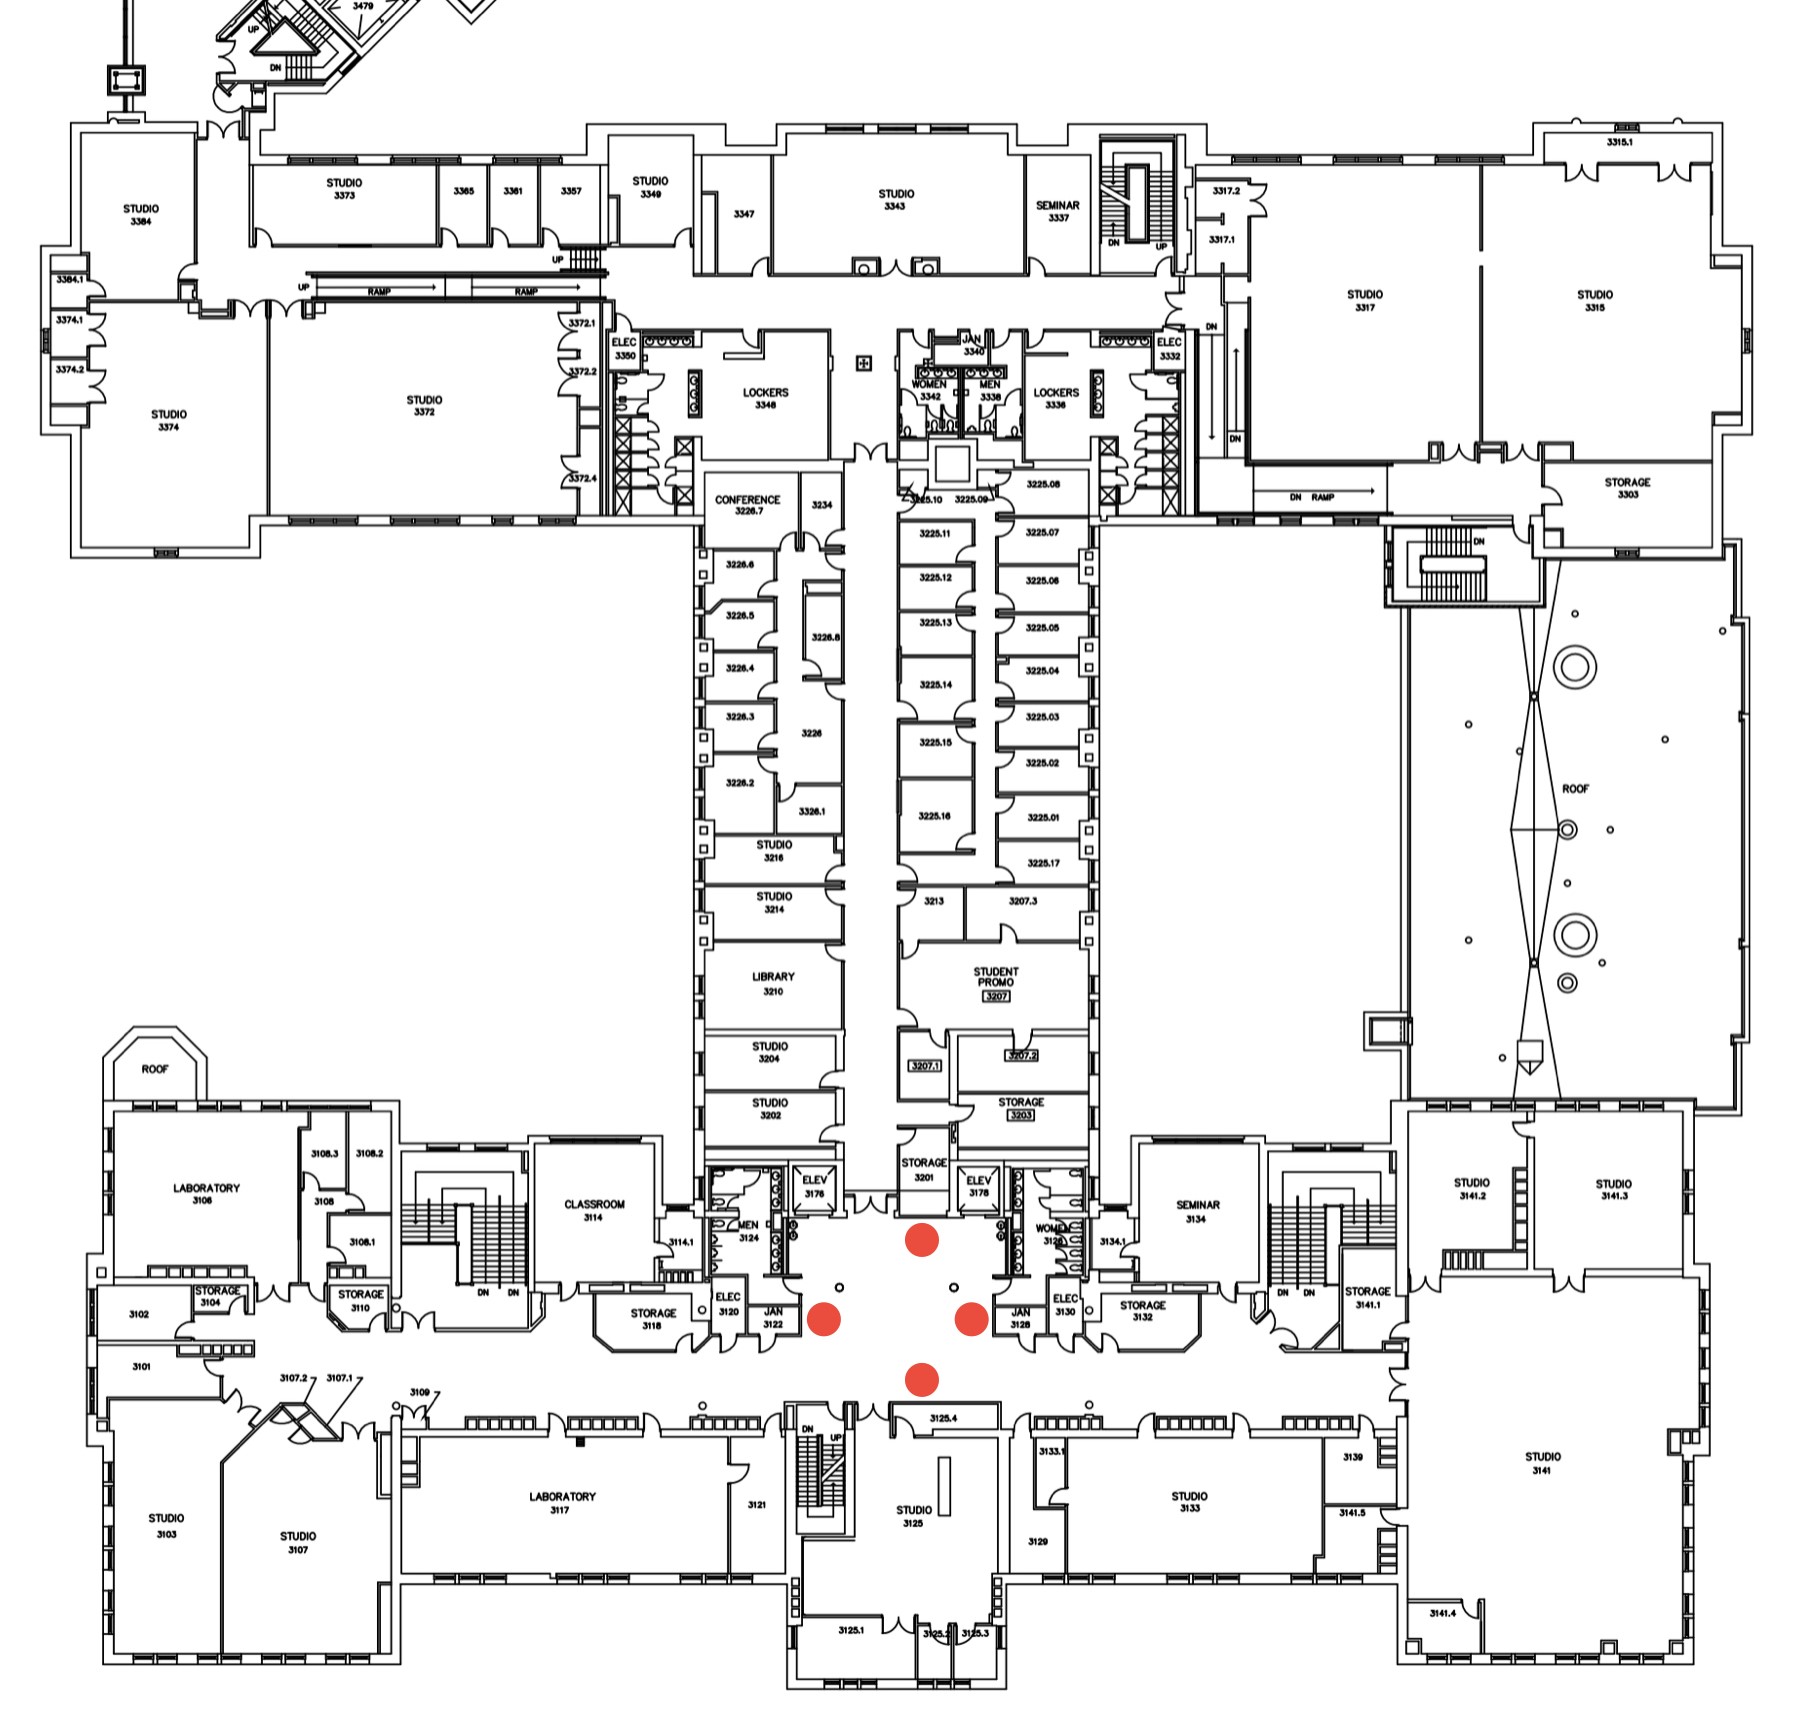 3479
UP
DN
3315.1
STUDIO
3384
STUDIO
3373
3365
3361
3357
STUDIO
3349
3347
STUDIO
3343
SEMINAR
3337
DN
UP
3317.2
3317.1
STUDIO
3317
STUDIO
3315
UP
UP
RAMP
RAMP
3384.1
3374.1
3374.2
STUDIO
3374
STUDIO
3372
3372.1
3372.2
3372.4
ELEC
3350
LOCKERS
3348
JAN
3340
WOMEN
3342
MEN
3338
LOCKERS
3336
ELEC
3332
DN
DN
DN RAMP
STORAGE
3303
DN
CONFERENCE
3226.7
3234
3225.10
3225.09
3225.08
3225.11
3225.07
3226.6
3225.12
3225.06
3226.5
3226.8
3225.13
3225.05
3226.4
3225.14
3225.04
3226.3
3226
3225.15
3225.03
3226.2
3225.02
3326.1
3225.16
3225.01
STUDIO
3216
3225.17
STUDIO
3214
3213
3207.3
LIBRARY
3210
STUDENT
PROMO
3207
STUDIO
3204
3207.1
3207.2
STUDIO
3202
STORAGE
3203
ROOF
ROOF
LABORATORY
3106
3108.3
3108.2
3108
3108.1
CLASSROOM
3114
3114.1
MEN
3124
ELEV
3176
STORAGE
3201
ELEV
3178
WOMEN
3126
3134.1
SEMINAR
3134
STUDIO
3141.2
STUDIO
3141.3
3102
STORAGE
3104
STORAGE
3110
DN
DN
STORAGE
3118
ELEC
3120
JAN
3122
JAN
3128
ELEC
3130
STORAGE
3132
DN
DN
STORAGE
3141.1
3101
3107.2
3107.1
3109
3125.4
DN
UP
STUDIO
3103
STUDIO
3107
LABORATORY
3117
3121
STUDIO
3125
3133.1
3129
STUDIO
3133
3139
3141.5
STUDIO
3141
3141.4
3125.1
3125.2
3125.3